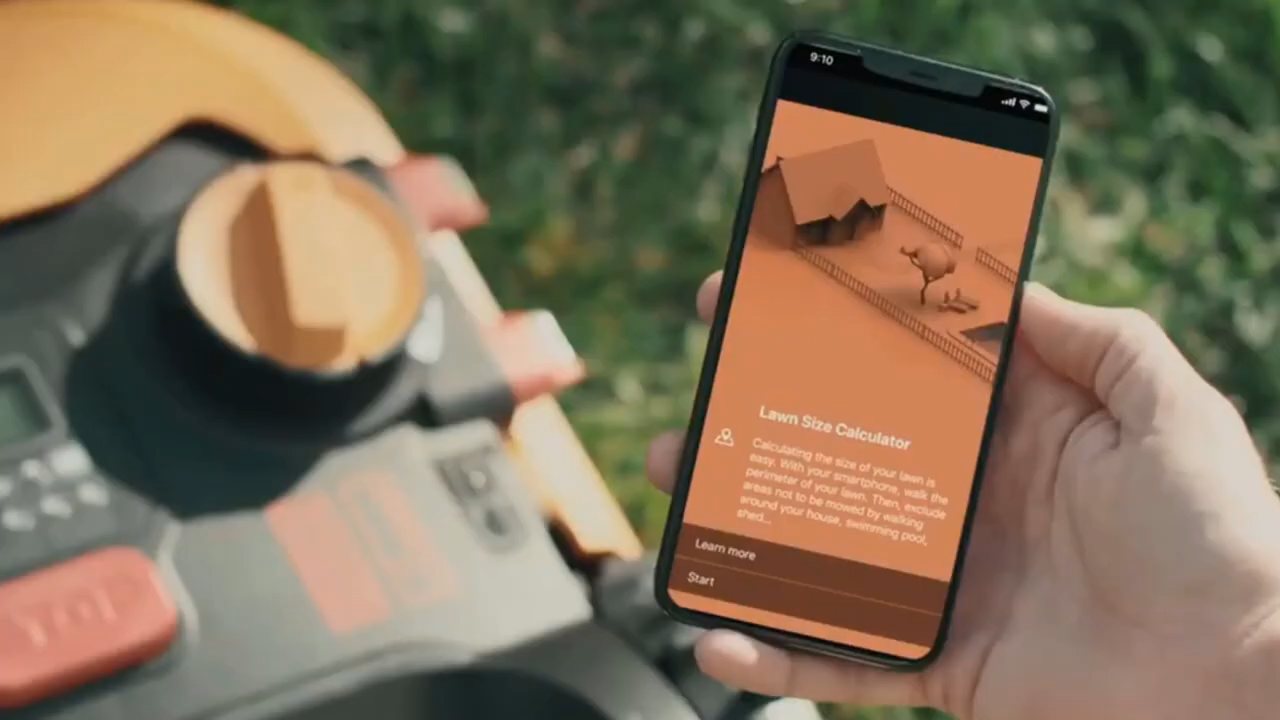 9:10
Lawn Size Calculator
Calculating the size of your lawn is
easy. With your smartphone, walk the
perimeter of your lawn. Then, exclude
areas not to be mowed by walking
around your house, swimming pool,
shed...
Learn more
Start